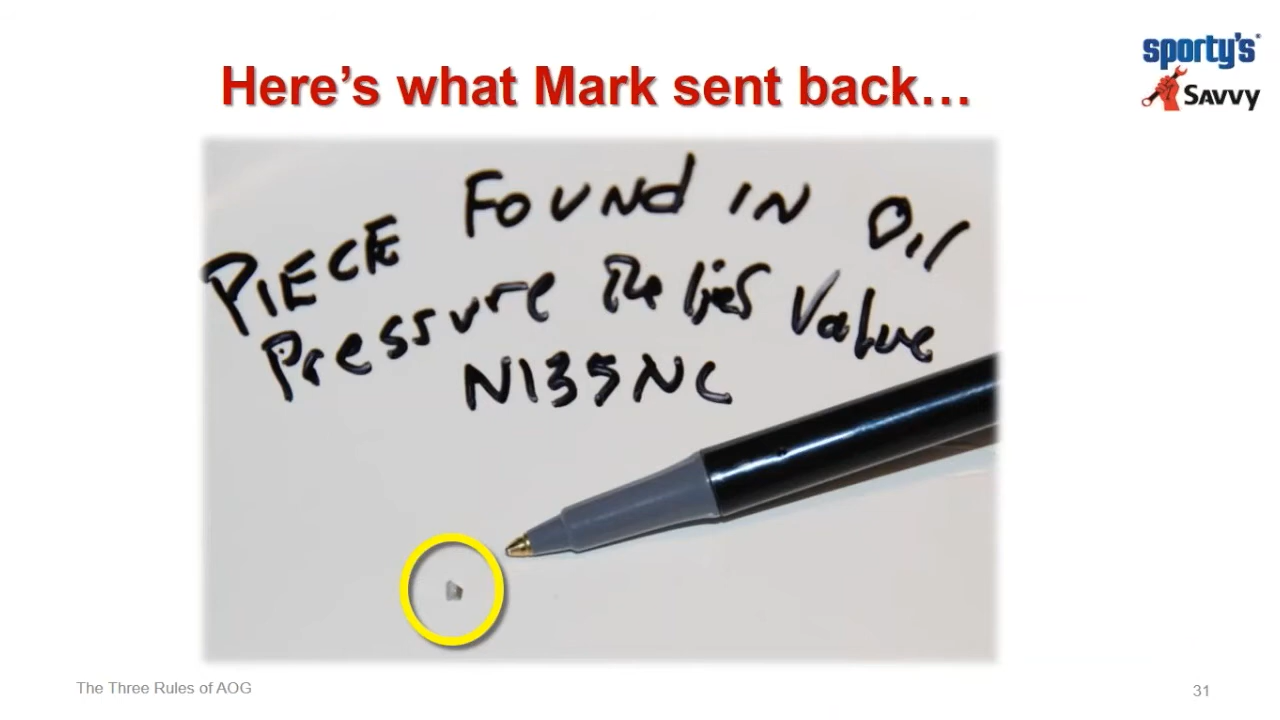 Here's what Mark sent back…
sporty's
SAVVY
PIECE FOUND IN OIL
Pressure Relief Valve
N135NC
The Three Rules of AOG
31